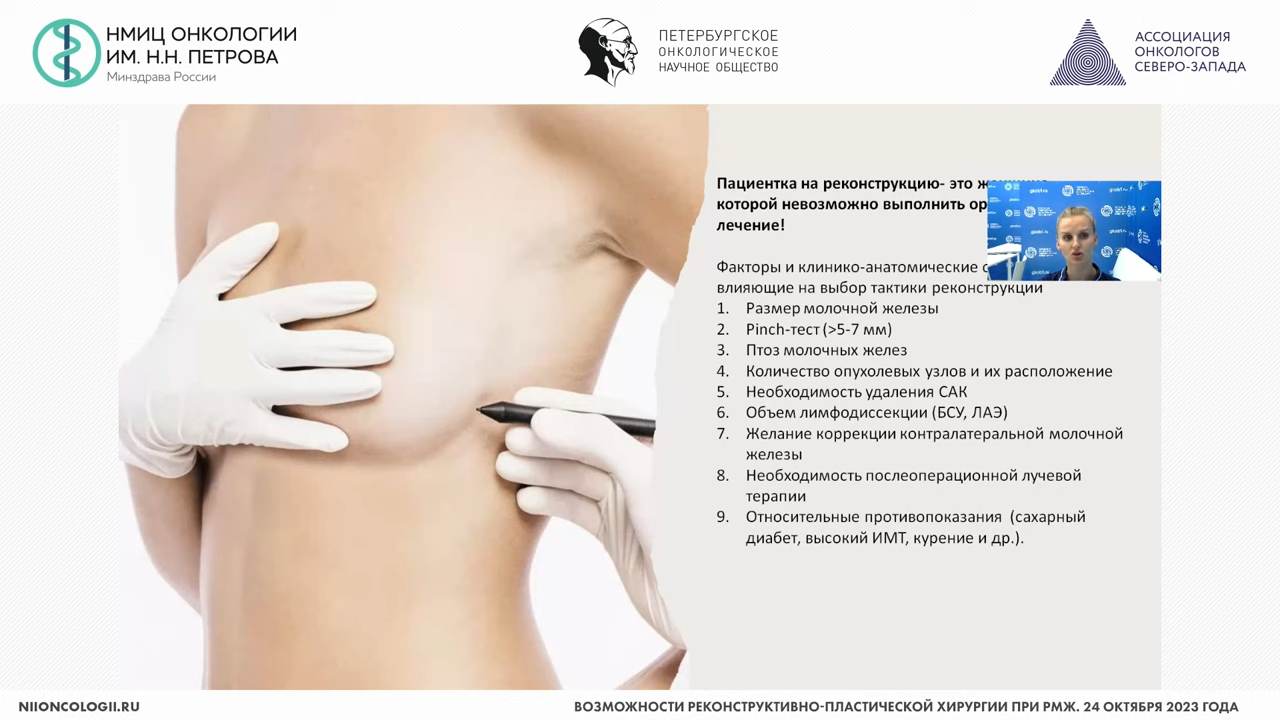 НМИЦ ОНКОЛОГИИ
ИМ. Н.Н. ПЕТРОВА
Минздрава России
ПЕТЕРБУРГСКОЕ
ОНКОЛОГИЧЕСКОЕ
НАУЧНОЕ ОБЩЕСТВО
АССОЦИАЦИЯ
ОНКОЛОГОВ
СЕВЕРО-ЗАПАДА
Пациентка на реконструкцию- это
которой невозможно выполнить
лечение!
Факторы и клинико-анатомические
влияющие на выбор тактики реконструкции
1. Размер молочной железы
2. Pinch-тест (>5-7 мм)
3. Птоз молочных желез
4. Количество опухолевых узлов и их расположение
5. Необходимость удаления САК
6. Объем лимфодиссекции (БСУ, ЛАЭ)
7. Желание коррекции контралатеральной молочной
железы
8. Необходимость послеоперационной лучевой
терапии
9. Относительные противопоказания (сахарный
диабет, высокий ИМТ, курение и др.).
NIIONCOLOGII.RU
ВОЗМОЖНОСТИ РЕКОНСТРУКТИВНО-ПЛАСТИЧЕСКОЙ ХИРУРГИИ ПРИ РМЖ. 24 ОКТЯБРЯ 2023 ГОДА